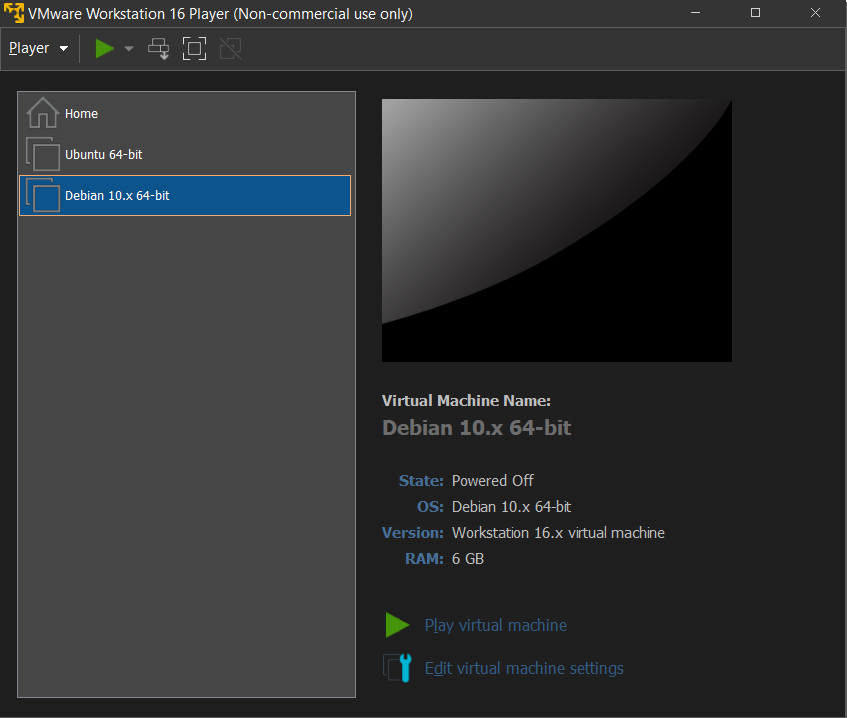 VMware Workstation 16 Player (Non-commercial use only)
Player
Home
Ubuntu 64-bit
Debian 10.x 64-bit
Virtual Machine Name:
Debian 10.x 64-bit
State: Powered Off
OS: Debian 10.x 64-bit
Version: Workstation 16.x virtual machine
RAM: 6 GB
Play virtual machine
Edit virtual machine settings